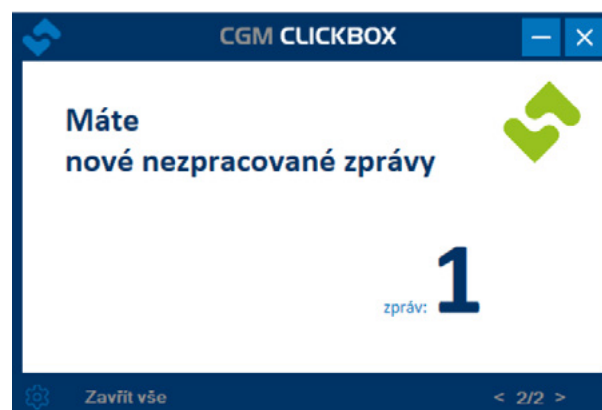 CGM CLICKBOX
Máte
nové nezpracované zprávy
zpráv: 1
Zavřít vše < 2/2 >